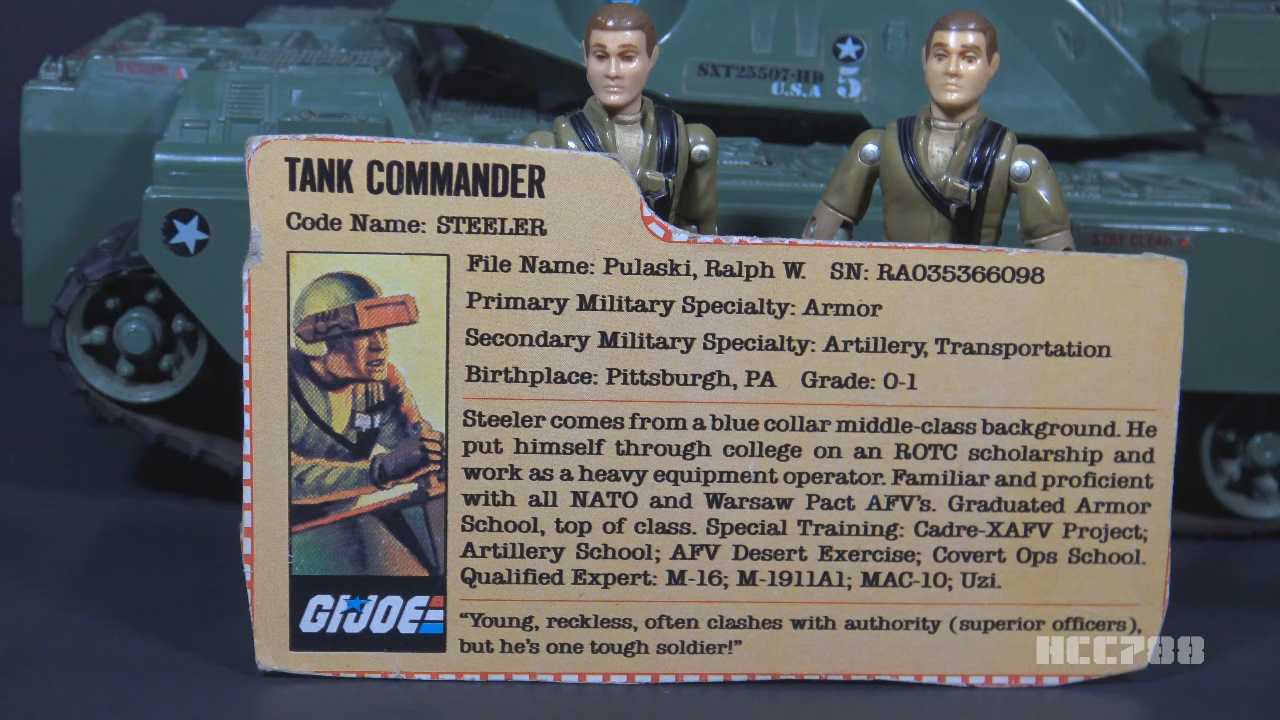 SXT25507-HD
U.S.A 5
TANK COMMANDER
Code Name: STEELER
STAY CLEAR
File Name: Pulaski, Ralph W. SN: RA035366098
Primary Military Specialty: Armor
Secondary Military Specialty: Artillery, Transportation
Birthplace: Pittsburgh, PA Grade: O-1
Steeler comes from a blue collar middle-class background. He
put himself through college on an ROTC scholarship and
work as a heavy equipment operator. Familiar and proficient
with all NATO and Warsaw Pact AFV's. Graduated Armor
School, top of class. Special Training: Cadre-XAFV Project;
Artillery School; AFV Desert Exercise; Covert Ops School.
Qualified Expert: M-16; M-1911A1; MAC-10; Uzi.
GI JOE
"Young, reckless, often clashes with authority (superior officers),
but he's one tough soldier!"
HCC788